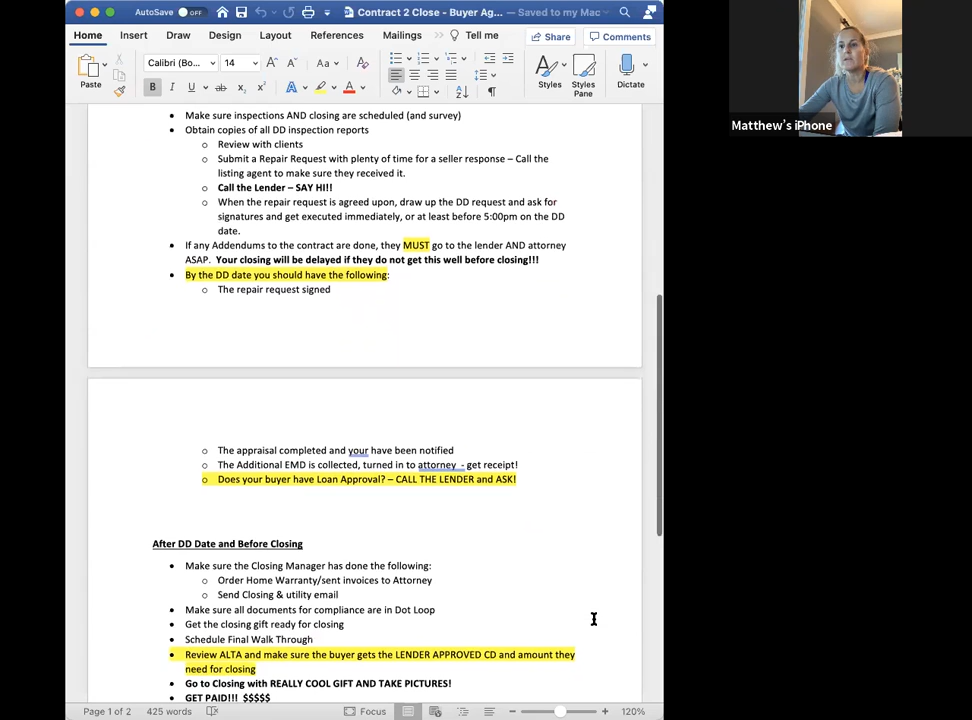 AutoSave OFF Contract 2 Close - Buyer Ag... — Saved to my Mac
Home Insert Draw Design Layout References Mailings Tell me Share Comments
Calibri (Bo... 14
Paste Styles Styles Pane Dictate
• Make sure inspections AND closing are scheduled (and survey)
• Obtain copies of all DD inspection reports
o Review with clients
o Submit a Repair Request with plenty of time for a seller response – Call the
listing agent to make sure they received it.
o Call the Lender – SAY HI!!
o When the repair request is agreed upon, draw up the DD request and ask for
signatures and get executed immediately, or at least before 5:00pm on the DD
date.
• If any Addendums to the contract are done, they MUST go to the lender AND attorney
ASAP. Your closing will be delayed if they do not get this well before closing!!!
• By the DD date you should have the following:
o The repair request signed
o The appraisal completed and your have been notified
o The Additional EMD is collected, turned in to attorney - get receipt!
o Does your buyer have Loan Approval? – CALL THE LENDER and ASK!
After DD Date and Before Closing
• Make sure the Closing Manager has done the following:
o Order Home Warranty/sent invoices to Attorney
o Send Closing & utility email
• Make sure all documents for compliance are in Dot Loop
• Get the closing gift ready for closing
• Schedule Final Walk Through
• Review ALTA and make sure the buyer gets the LENDER APPROVED CD and amount they
need for closing
• Go to Closing with REALLY COOL GIFT AND TAKE PICTURES!
• GET PAID!!! $$$$$
Page 1 of 2 425 words Focus 120%
Matthew's iPhone